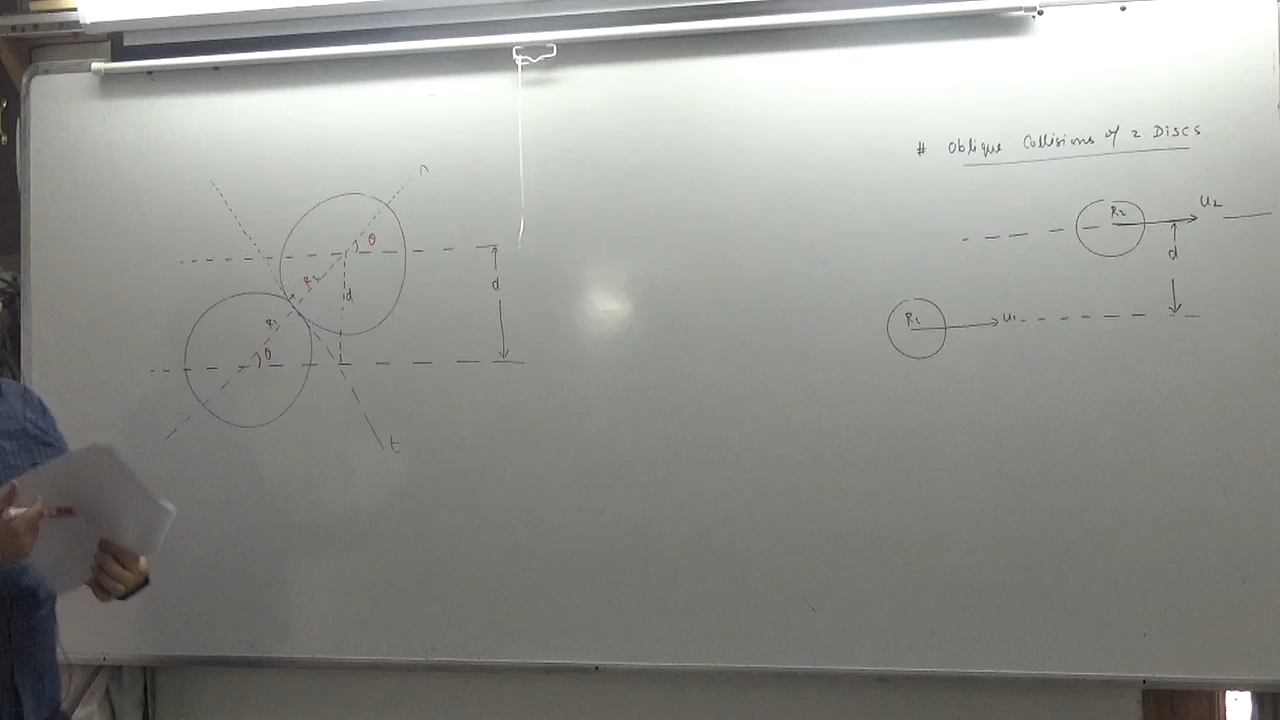 # Oblique Collisions of 2 Discs
n
R2
U2
θ
d
d
R2
d
R1
U1
R1
θ
t